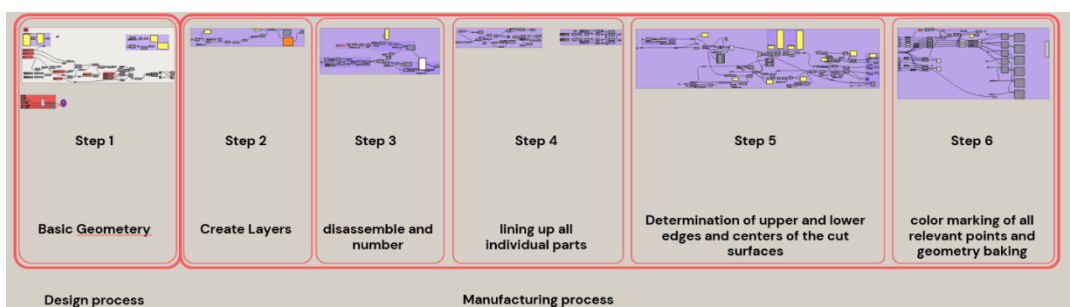 Step 1
Step 2
Step 3
Step 4
Step 5
Step 6
Basic Geometery
Create Layers
disassemble and
number
lining up all
individual parts
Determination of upper and lower
edges and centers of the cut
surfaces
color marking of all
relevant points and
geometry baking
Design process
Manufacturing process